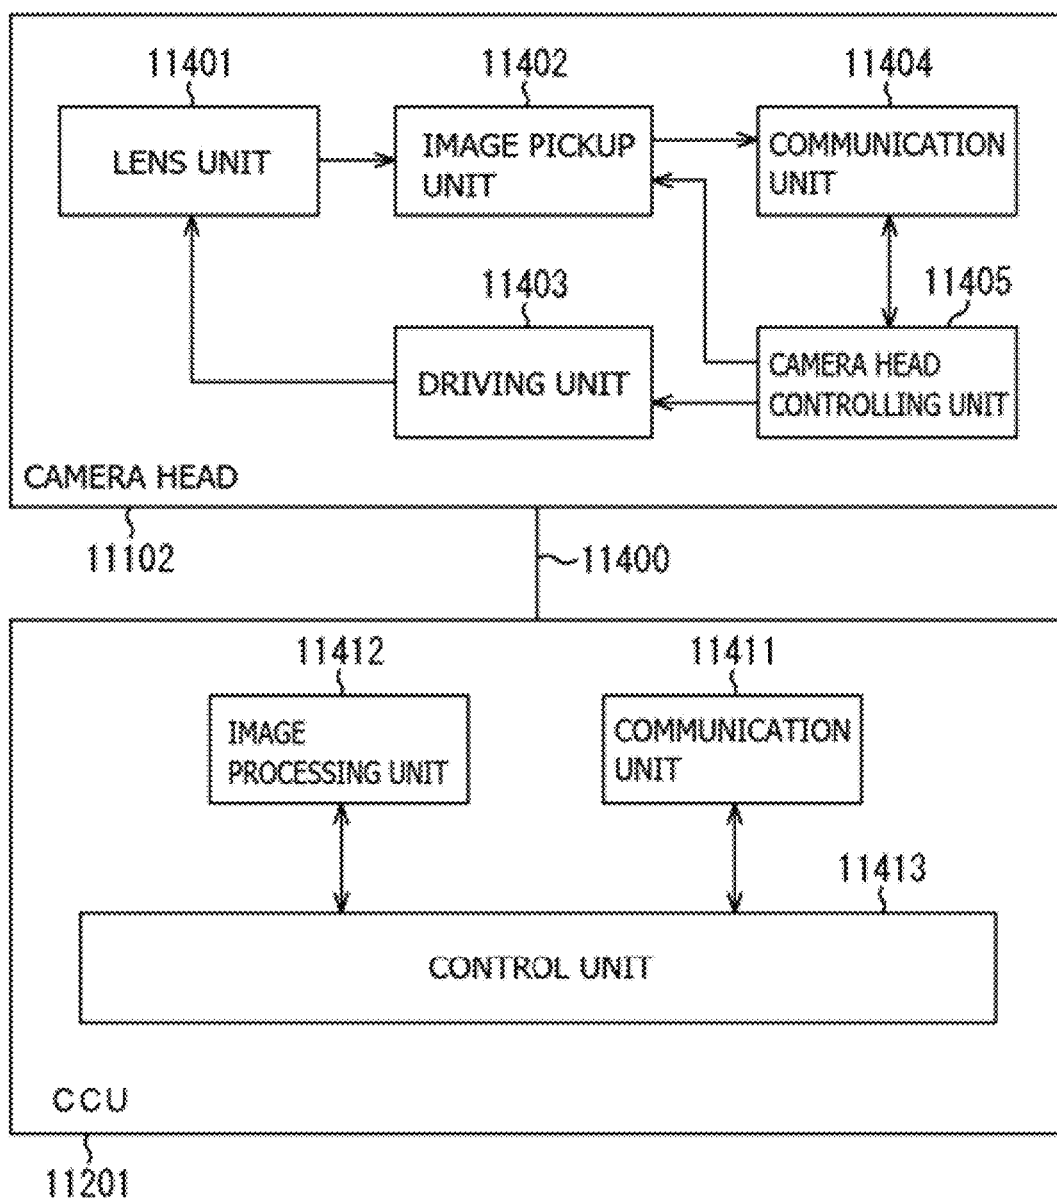 11401
11402
11404
LENS UNIT
IMAGE PICKUP
UNIT
COMMUNICATION
UNIT
11403
11405
DRIVING UNIT
CAMERA HEAD
CONTROLLING UNIT
CAMERA HEAD
11102
11400
11412
11411
IMAGE
PROCESSING UNIT
COMMUNICATION
UNIT
11413
CONTROL UNIT
CCU
11201